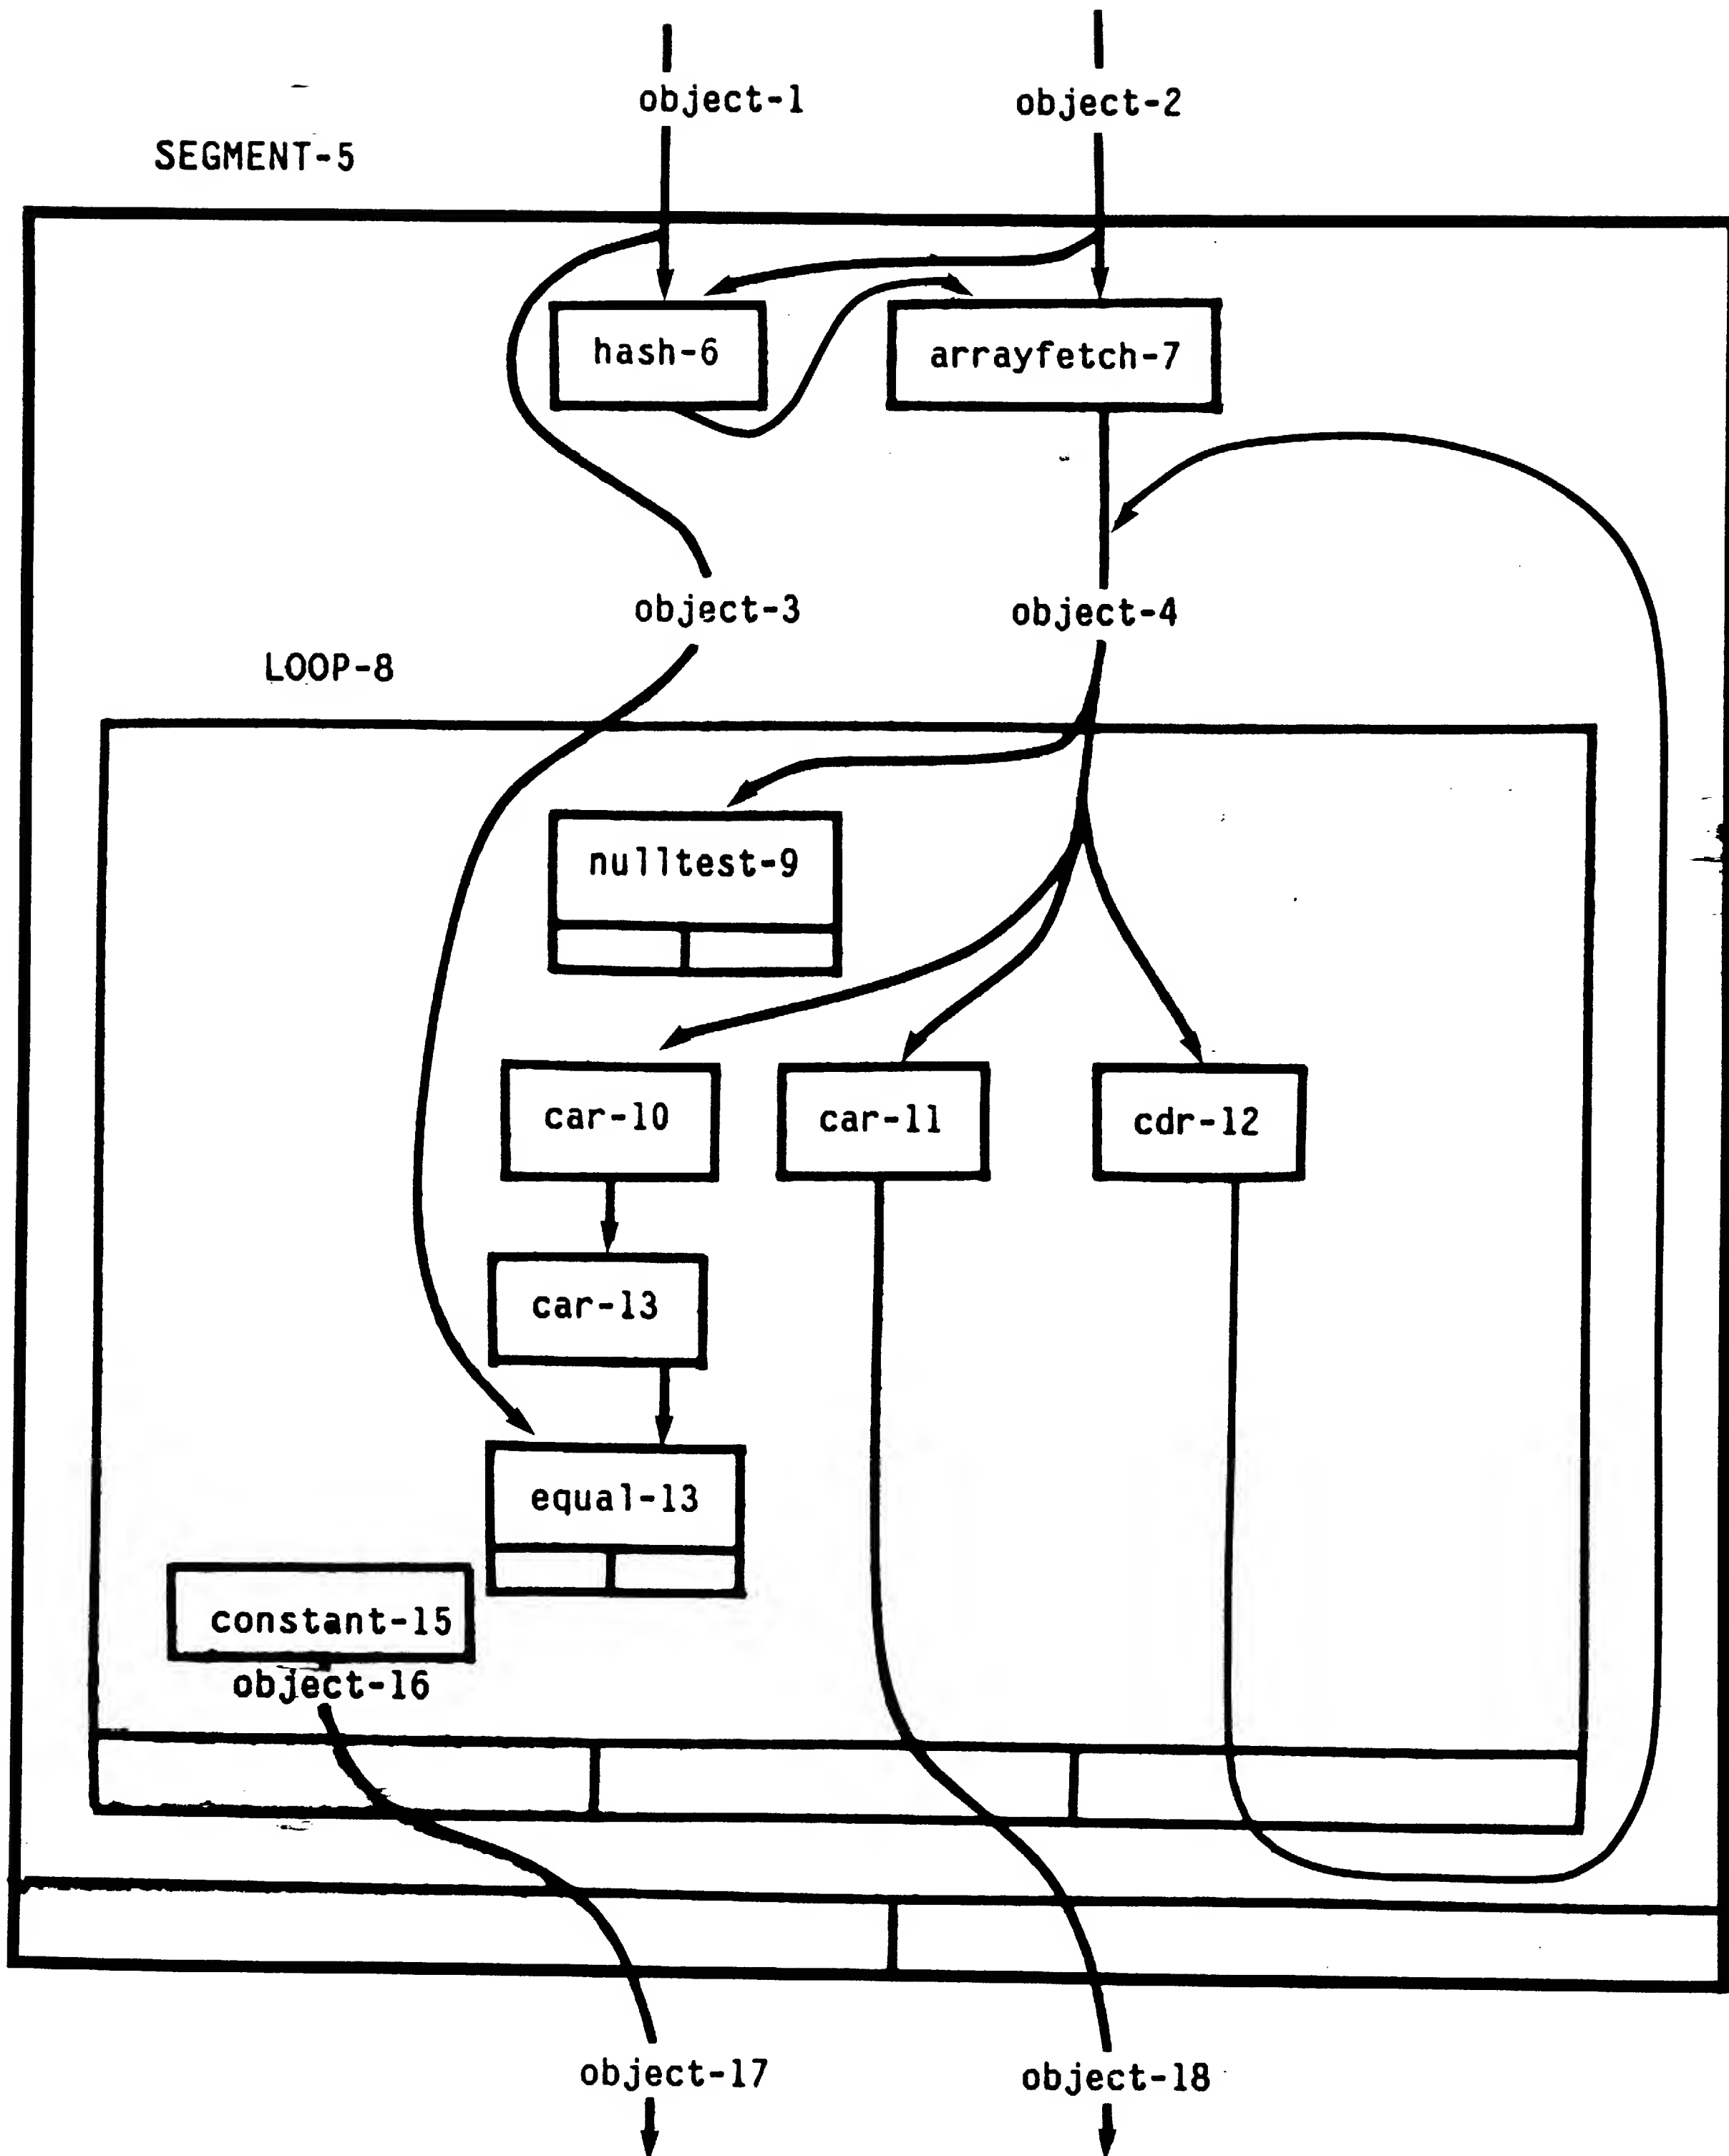 object-1
object-2
SEGMENT-5
hash-6
arrayfetch-7
object-3
object-4
LOOP-8
nulltest-9
car-10
car-11
cdr-12
car-13
equal-13
constant-15
object-16
object-17
object-18